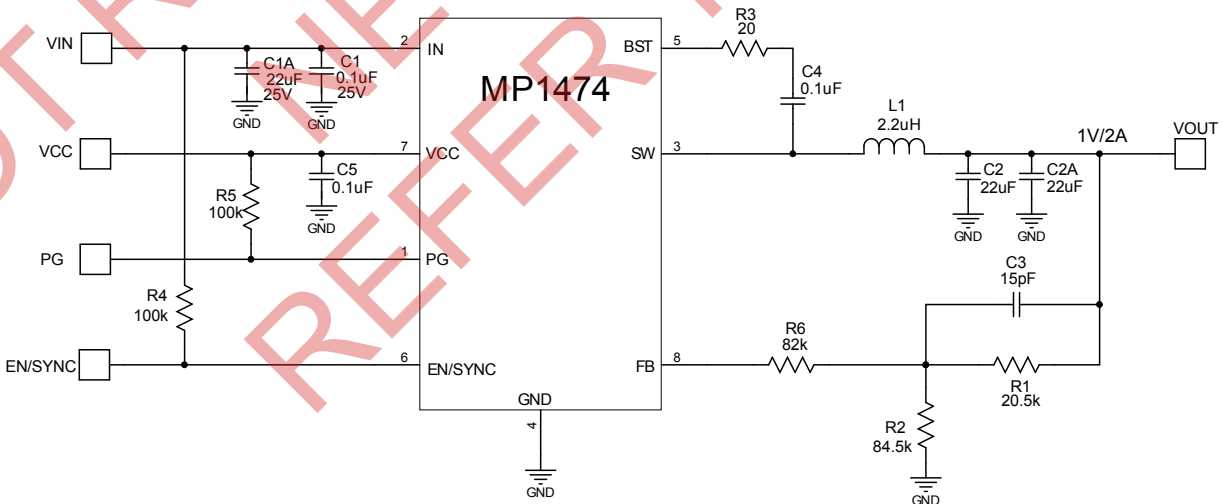 VIN
2
IN
C1A
22uF
25V
GND
C1
0.1uF
25V
GND
VCC
7
VCC
C5
0.1uF
GND
R5
100k
PG
1
PG
R4
100k
EN/SYNC
6
EN/SYNC
MP1474
GND
4
GND
BST
5
R3
20
C4
0.1uF
SW
3
L1
2.2uH
1V/2A
VOUT
C2
22uF
GND
C2A
22uF
GND
C3
15pF
FB
8
R6
82k
R1
20.5k
R2
84.5k
GND
REFER